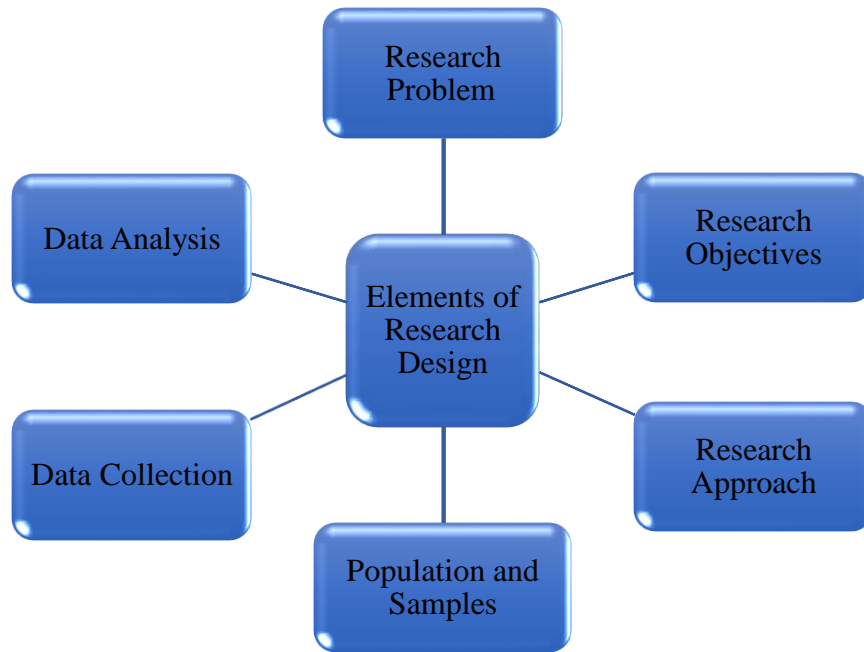 Research
Problem
Research
Objectives
Research
Approach
Population and
Samples
Data Collection
Data Analysis
Elements of
Research
Design